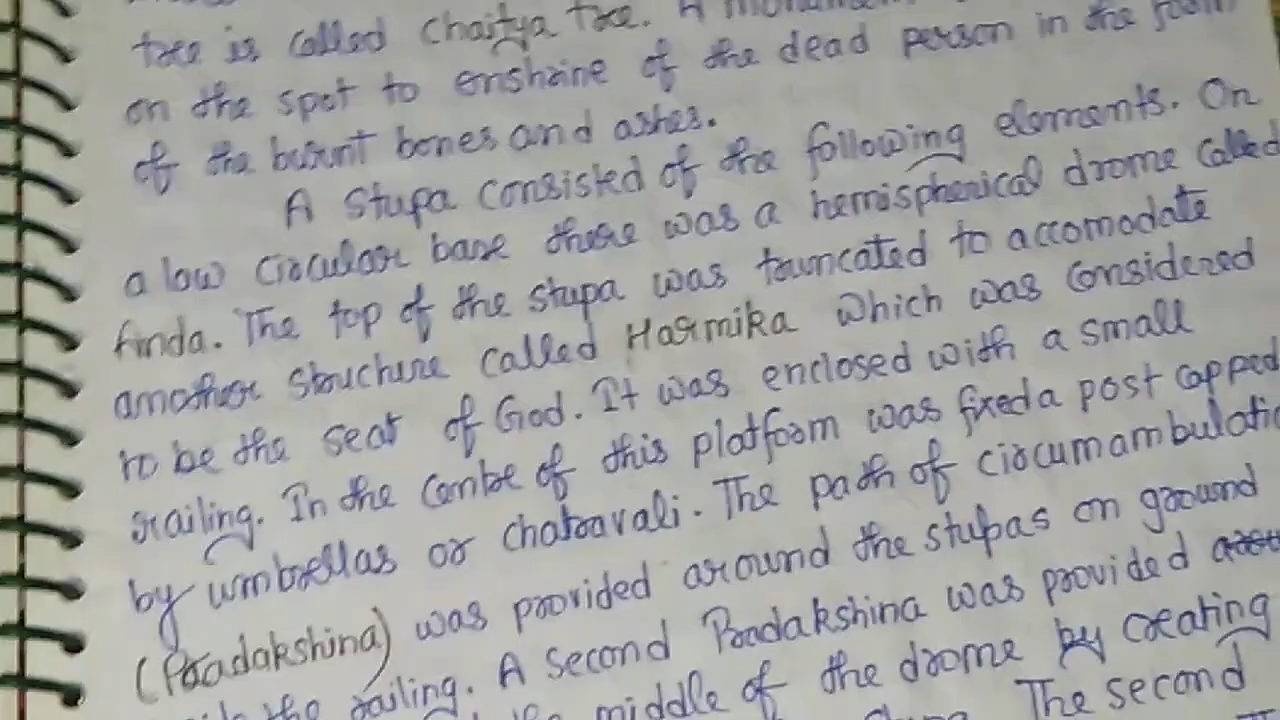 tree is called Chaitya tree. A
on the spot to enshrine of the dead person in the form
of the burnt bones and ashes.
A Stupa Consisted of the following elements. On
a low circular base there was a hemispherical drome called
Anda. The top of the stupa was truncated to accomodate
another structure called Harmika which was considered
to be the seat of God. It was enclosed with a small
railing. In the centre of this platform was fixed a post capped
by umbrellas or chatravali. The path of circumambulatio
(Pradakshina) was provided around the stupas on ground
the railing. A second Pradakshina was provided
middle of the drome by creating
The second